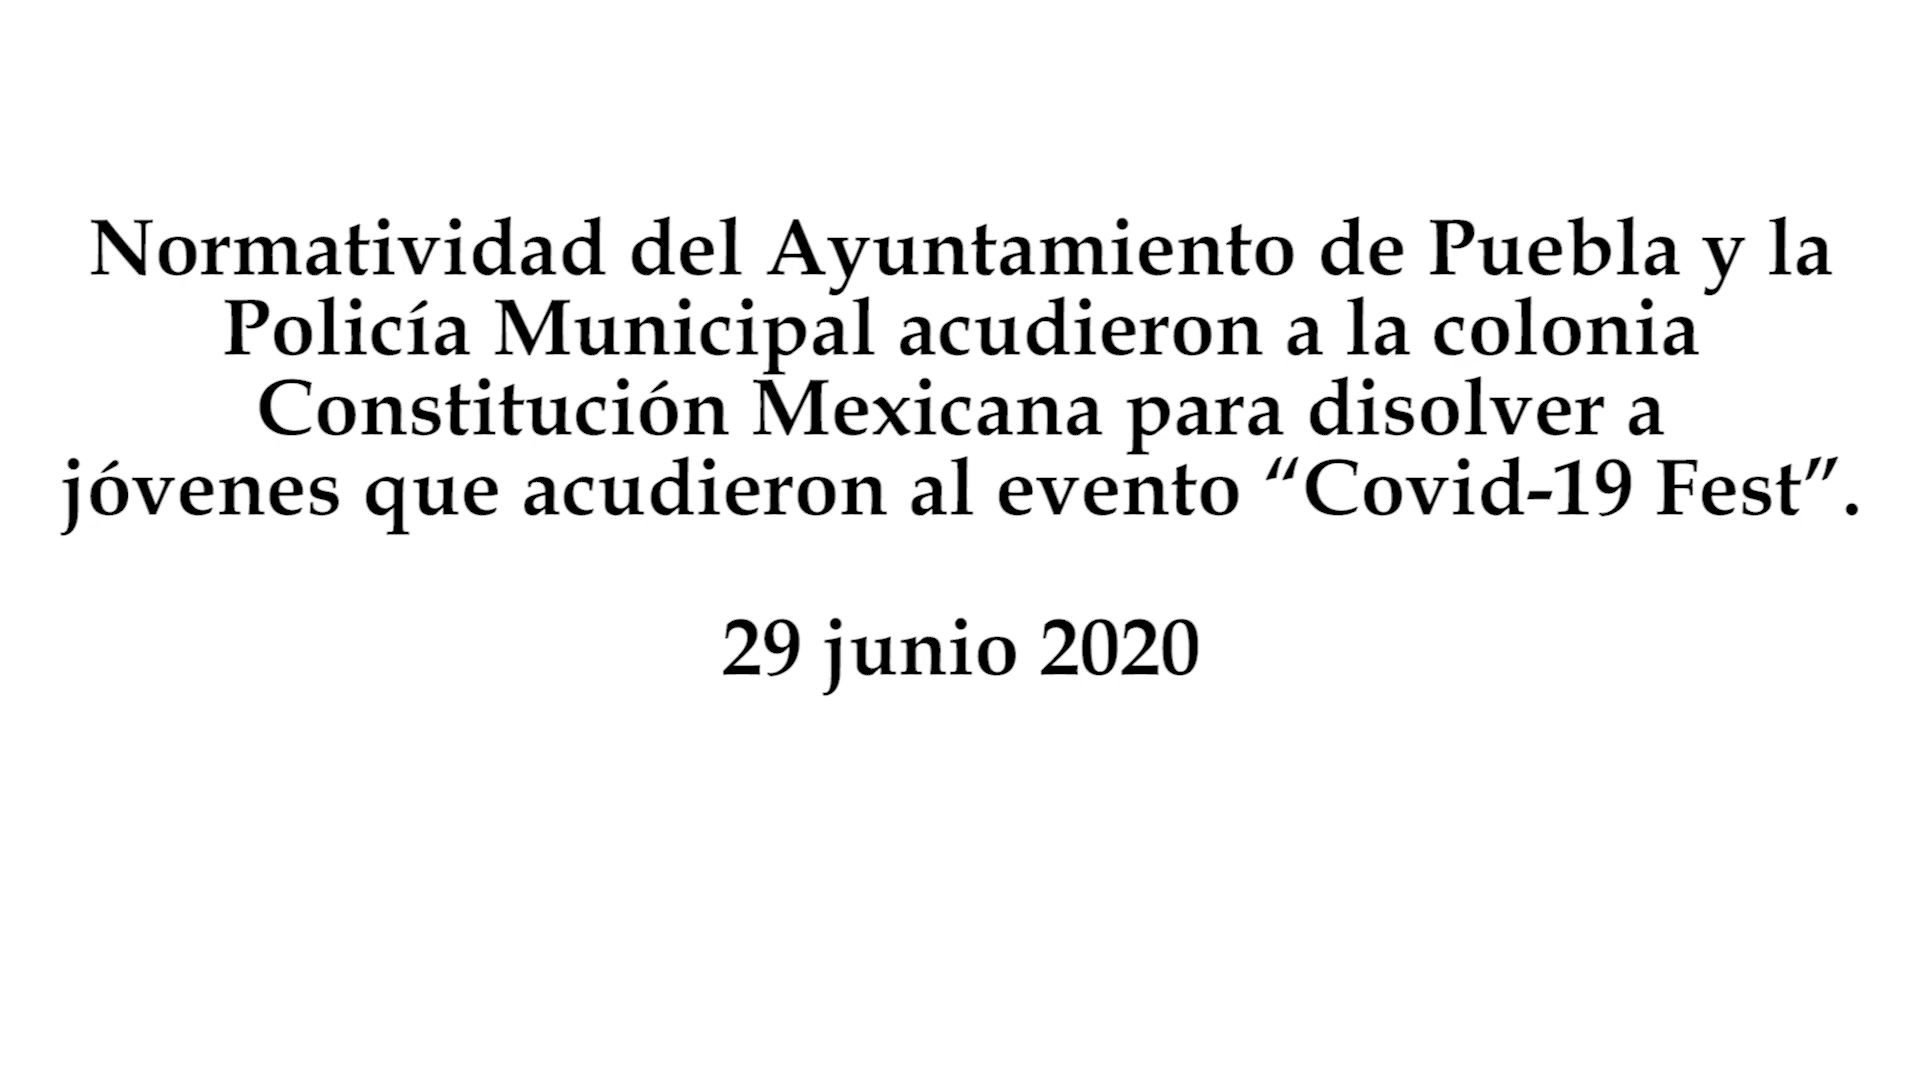 Normatividad del Ayuntamiento de Puebla y la
Policía Municipal acudieron a la colonia
Constitución Mexicana para disolver a
jóvenes que acudieron al evento “Covid-19 Fest”.
29 junio 2020